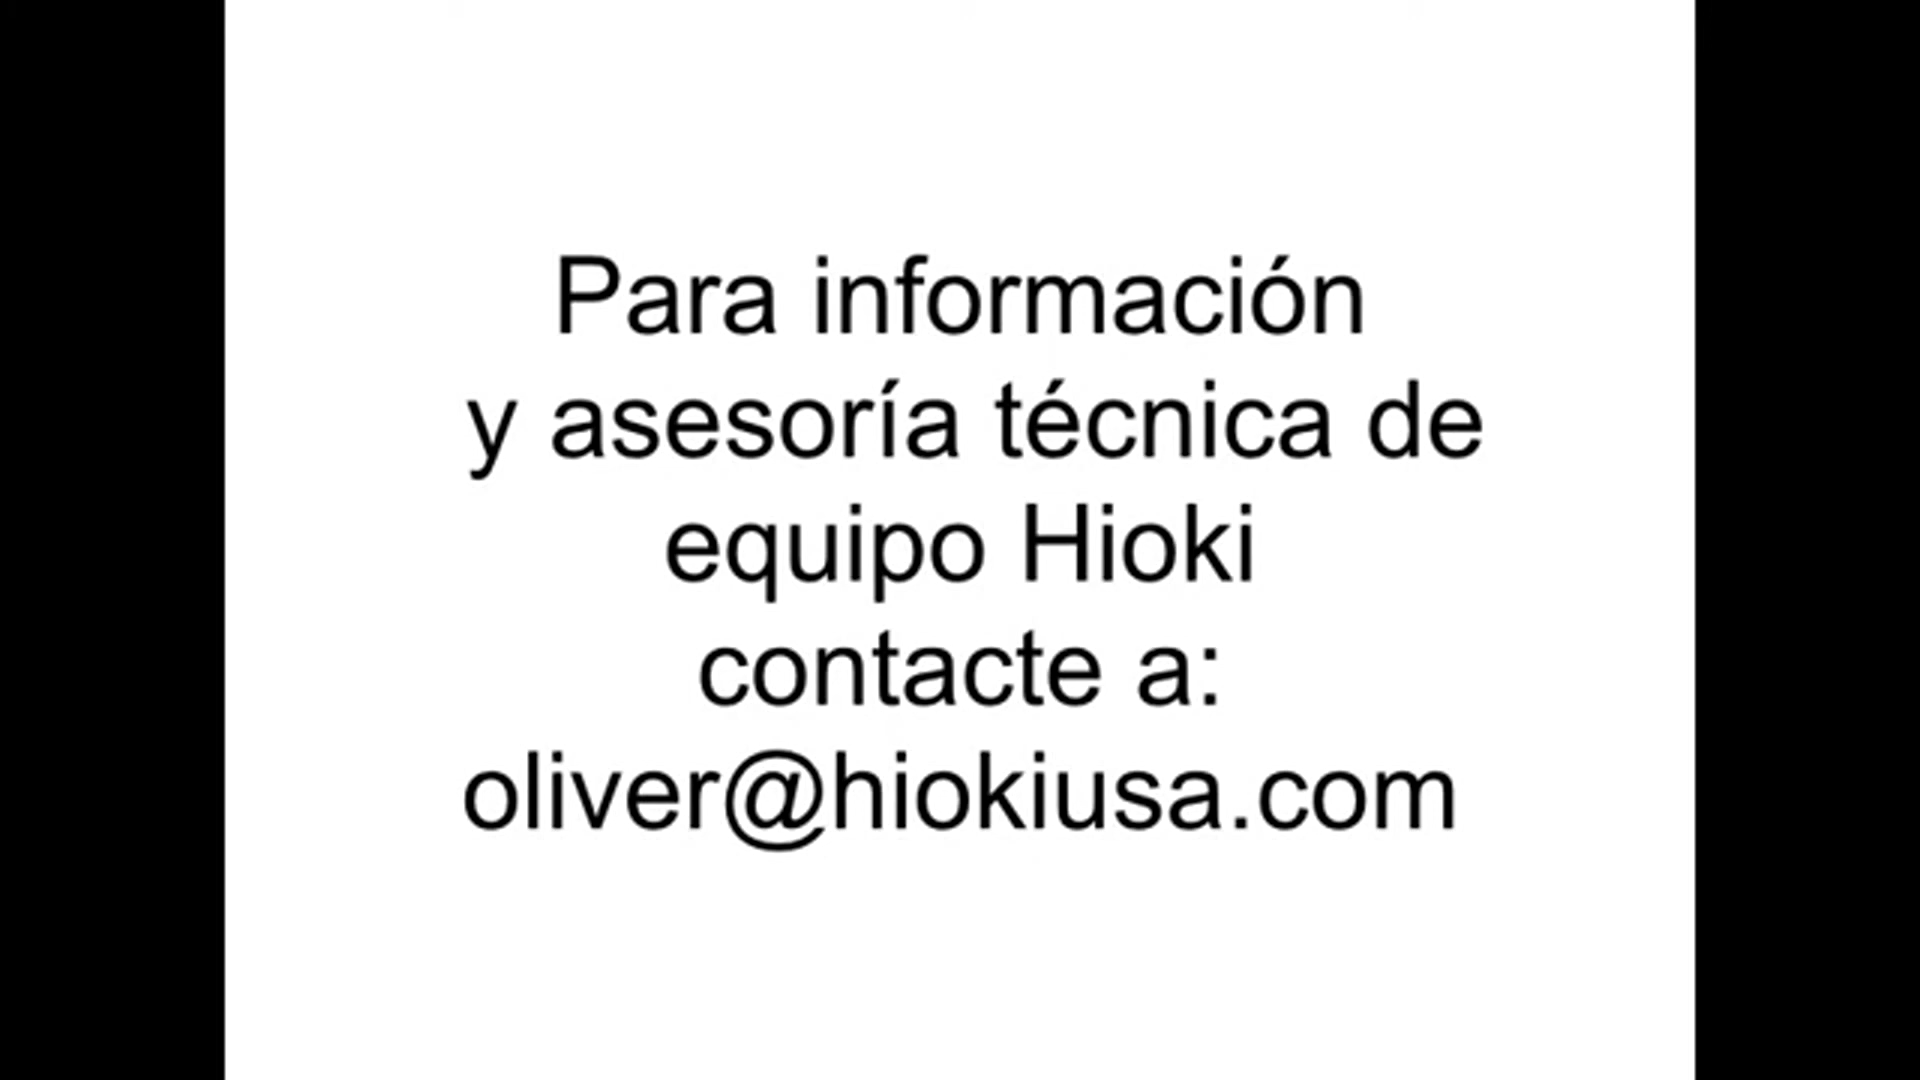 Para información
y asesoría técnica de
equipo Hioki
contacte a:
oliver@hiokiusa.com